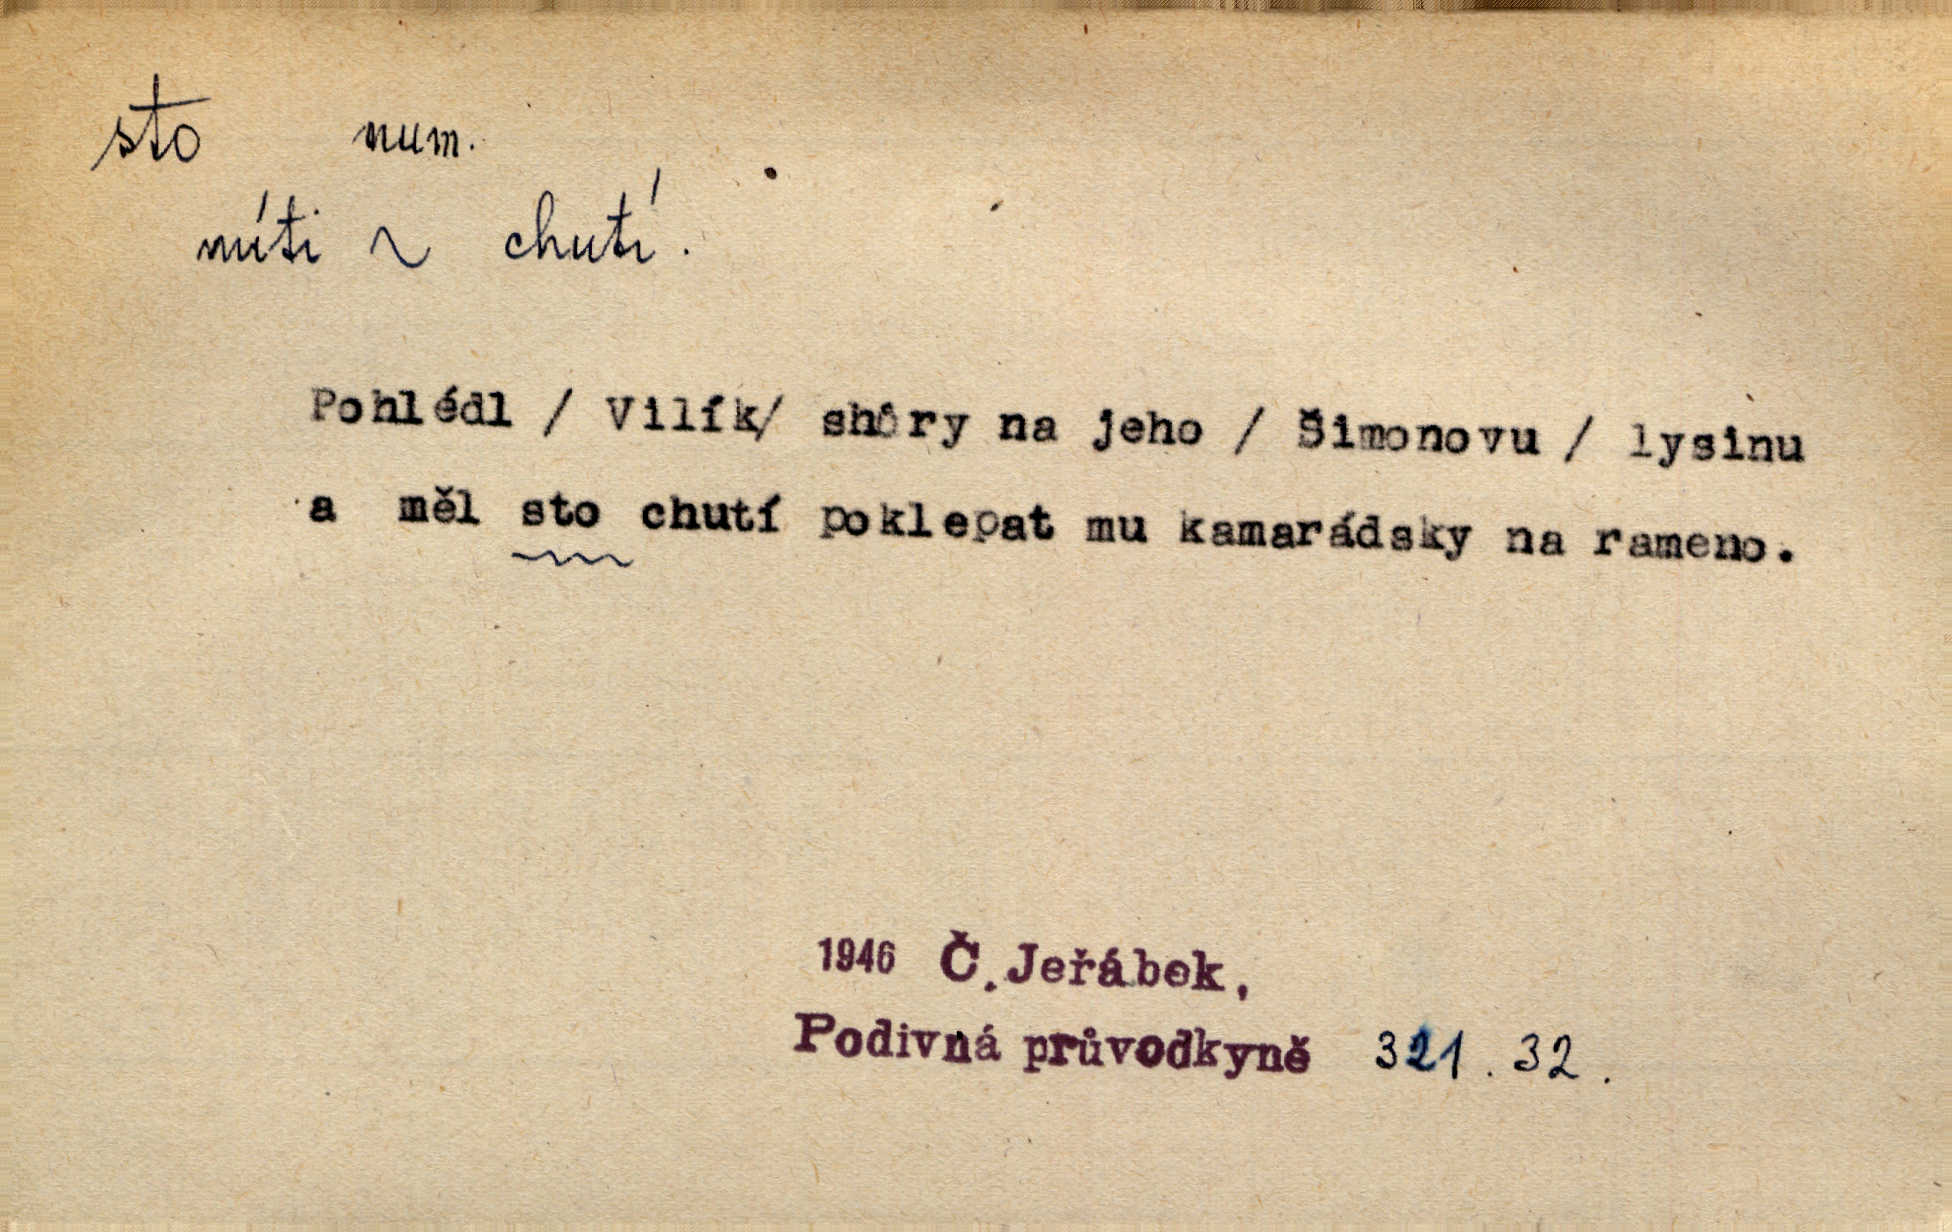 sto num.
míti ~ chutí.
Pohlédl / Vilík/ shůry na jeho / Šimonovu / lysinu
a měl sto chutí poklepat mu kamarádsky na rameno.
1946 Č.Jeřábek,
Podivná průvodkyně 321. 32.